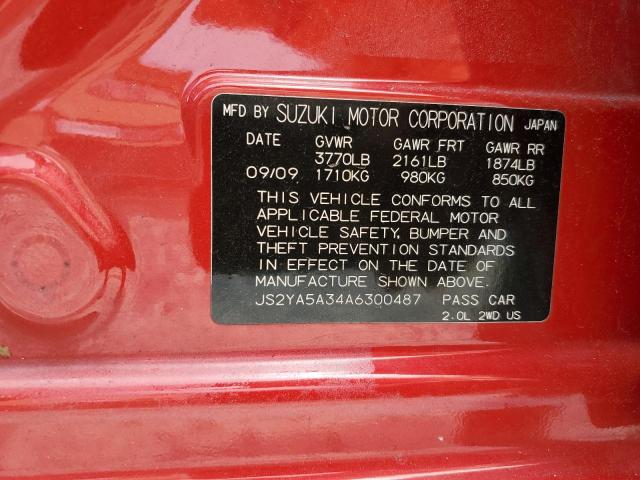 MFD BY SUZUKI MOTOR CORPORATION JAPAN
DATE GVWR GAWR FRT GAWR RR
3770LB 2161LB 1874LB
09/09 1710KG 980KG 850KG
THIS VEHICLE CONFORMS TO ALL
APPLICABLE FEDERAL MOTOR
VEHICLE SAFETY, BUMPER AND
THEFT PREVENTION STANDARDS
IN EFFECT ON THE DATE OF
MANUFACTURE SHOWN ABOVE.
JS2YA5A34A6300487 PASS CAR
2.0L 2WD US